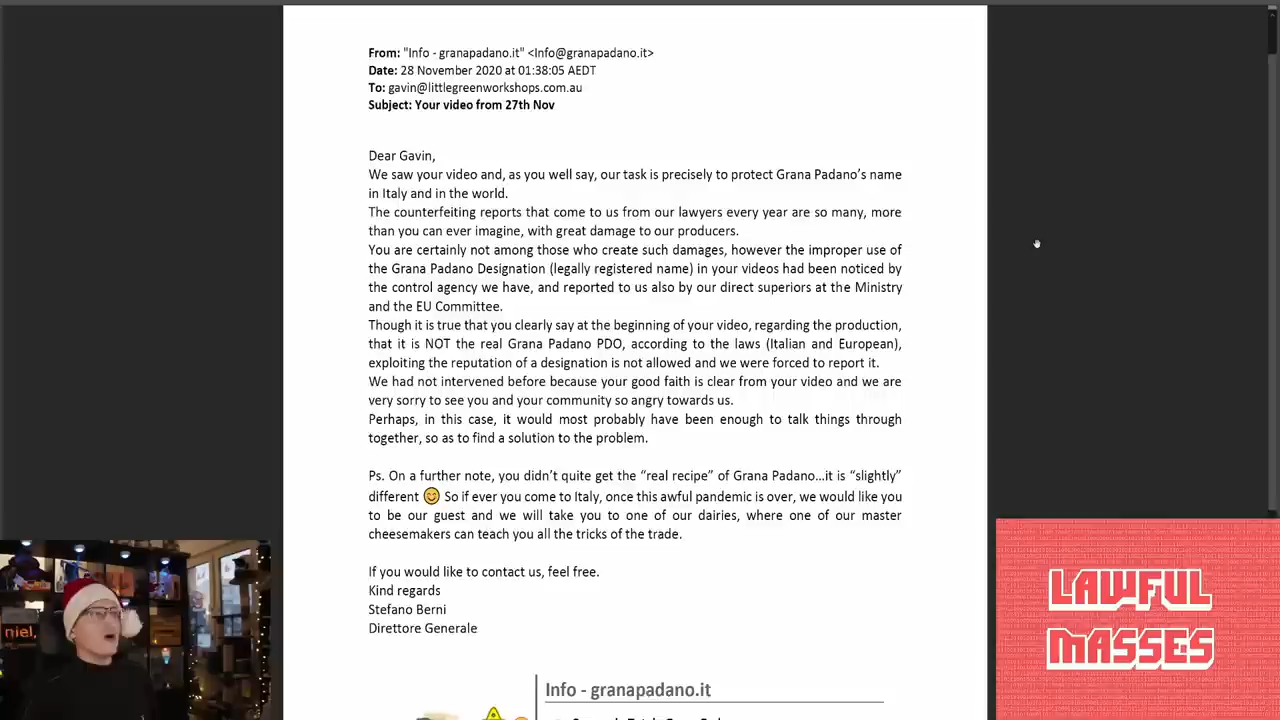 From: "Info - granapadano.it" <Info@granapadano.it>
Date: 28 November 2020 at 01:38:05 AEDT
To: gavin@littlegreenworkshops.com.au
Subject: Your video from 27th Nov
Dear Gavin,
We saw your video and, as you well say, our task is precisely to protect Grana Padano’s name
in Italy and in the world.
The counterfeiting reports that come to us from our lawyers every year are so many, more
than you can ever imagine, with great damage to our producers.
You are certainly not among those who create such damages, however the improper use of
the Grana Padano Designation (legally registered name) in your videos had been noticed by
the control agency we have, and reported to us also by our direct superiors at the Ministry
and the EU Committee.
Though it is true that you clearly say at the beginning of your video, regarding the production,
that it is NOT the real Grana Padano PDO, according to the laws (Italian and European),
exploiting the reputation of a designation is not allowed and we were forced to report it.
We had not intervened before because your good faith is clear from your video and we are
very sorry to see you and your community so angry towards us.
Perhaps, in this case, it would most probably have been enough to talk things through
together, so as to find a solution to the problem.
Ps. On a further note, you didn’t quite get the “real recipe” of Grana Padano…it is “slightly”
different 😊 So if ever you come to Italy, once this awful pandemic is over, we would like you
to be our guest and we will take you to one of our dairies, where one of our master
cheesemakers can teach you all the tricks of the trade.
If you would like to contact us, feel free.
Kind regards
Stefano Berni
Direttore Generale
Info - granapadano.it
niel,
LAWFUL
MASSES